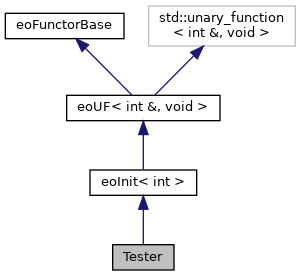 eoFunctorBase
std::unary_function
< int &, void >
eoUF< int &, void >
eoInit< int >
Tester